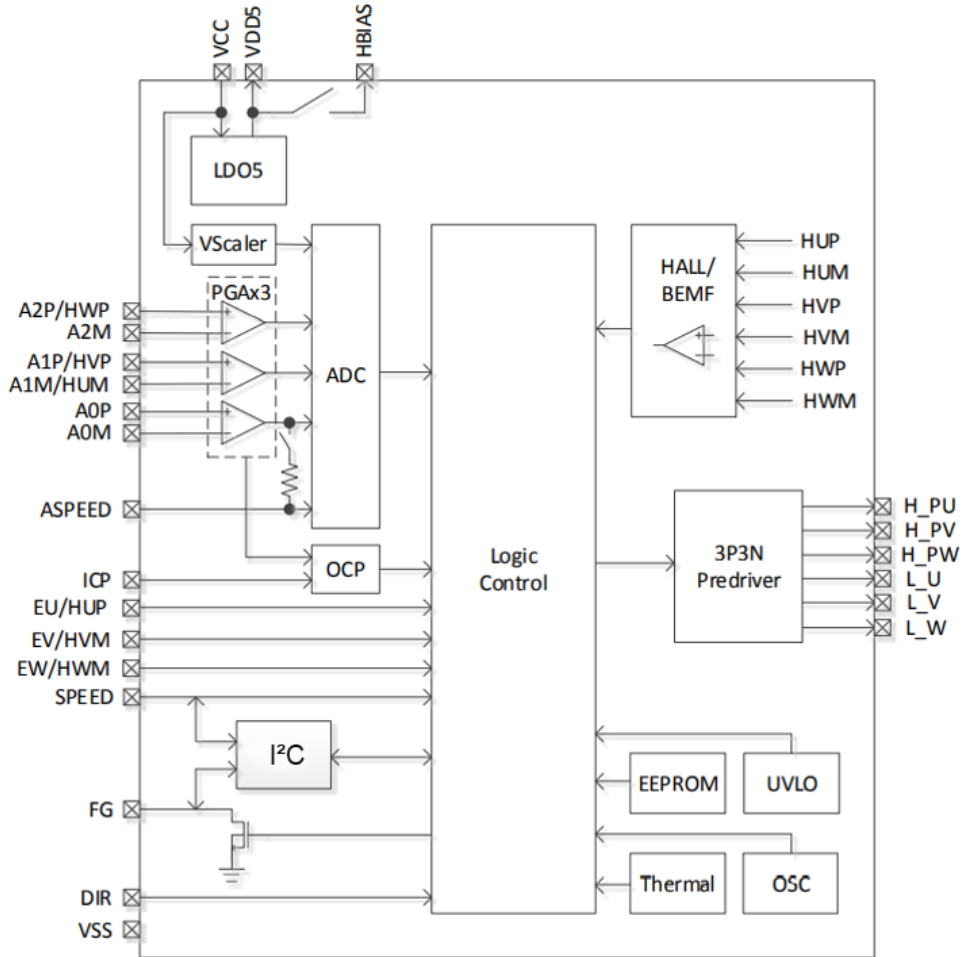 VCC
VDD5
HBIAS
LDO5
VScaler
PGAx3
ADC
HALL/
BEMF
HUP
HUM
HVP
HVM
HWP
HWM
A2P/HWP
A2M
A1P/HVP
A1M/HUM
A0P
A0M
ASPEED
ICP
OCP
EU/HUP
EV/HVM
EW/HWM
SPEED
I²C
FG
DIR
VSS
Logic
Control
3P3N
Predriver
H_PU
H_PV
H_PW
L_U
L_V
L_W
EEPROM
UVLO
Thermal
OSC